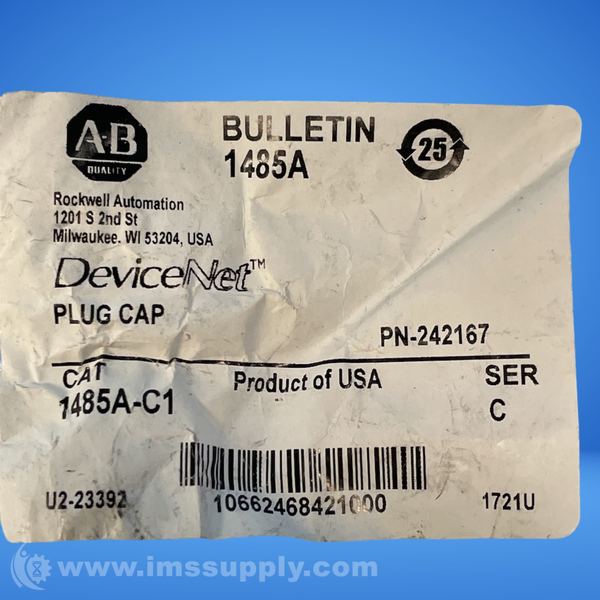 A-B
QUALITY
BULLETIN
1485A
25
Rockwell Automation
1201 S 2nd St
Milwaukee. WI 53204, USA
DeviceNet™
PLUG CAP
PN-242167
CAT
1485A-C1
Product of USA
SER
C
10662468421000
U2-23392
1721U
www.imssupply.com